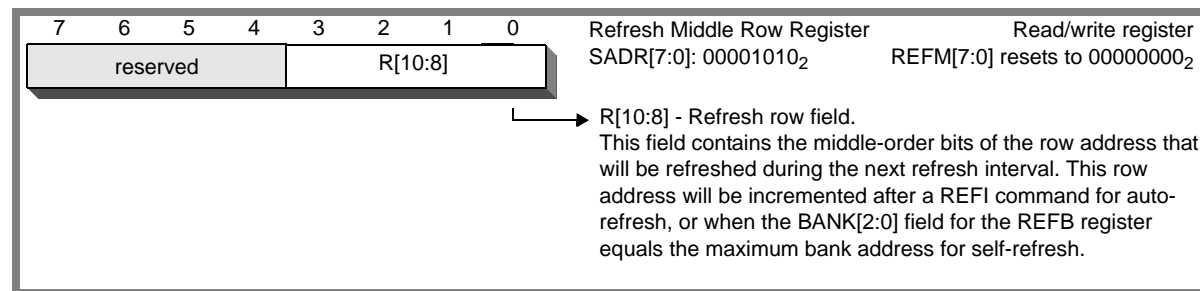 7 6 5 4 3 2 1 0
reserved R[10:8]
Refresh Middle Row Register Read/write register
SADR[7:0]: 00001010₂ REFM[7:0] resets to 00000000₂
R[10:8] - Refresh row field.
This field contains the middle-order bits of the row address that
will be refreshed during the next refresh interval. This row
address will be incremented after a REFI command for auto-
refresh, or when the BANK[2:0] field for the REFB register
equals the maximum bank address for self-refresh.